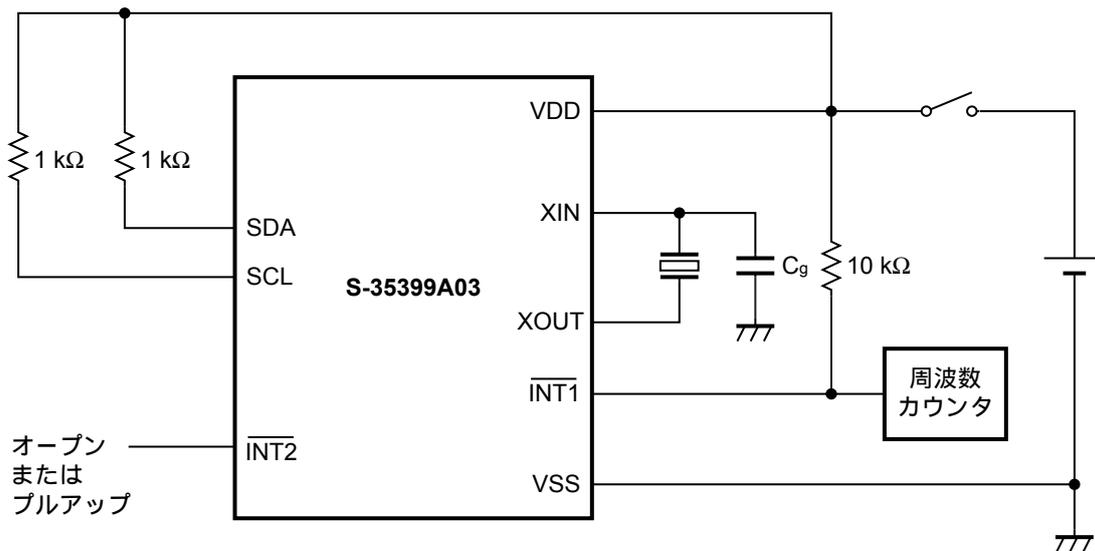 VDD
1 kΩ
1 kΩ
XIN
SDA
Cg
10 kΩ
SCL
S-35399A03
XOUT
INT1
周波数
カウンタ
オープン
または
プルアップ
INT2
VSS